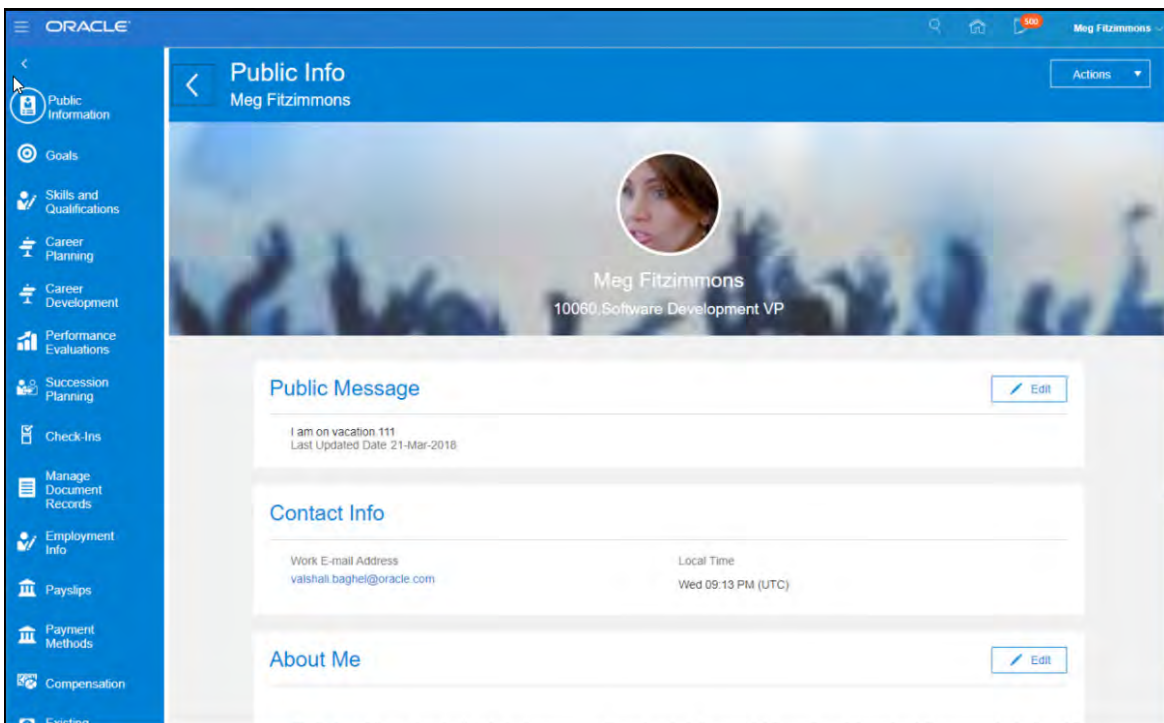 ORACLE
500
Meg Fitzimmons
Public Info
Meg Fitzimmons
Actions
Public
Information
Goals
Skills and
Qualifications
Career
Planning
Career
Development
Performance
Evaluations
Succession
Planning
Check-Ins
Manage
Document
Records
Employment
Info
Payslips
Payment
Methods
Compensation
Existing
Meg Fitzimmons
10060,Software Development VP
Public Message
Edit
I am on vacation 111
Last Updated Date 21-Mar-2018
Contact Info
Work E-mail Address
Local Time
vaishali.baghel@oracle.com
Wed 09:13 PM (UTC)
About Me
Edit